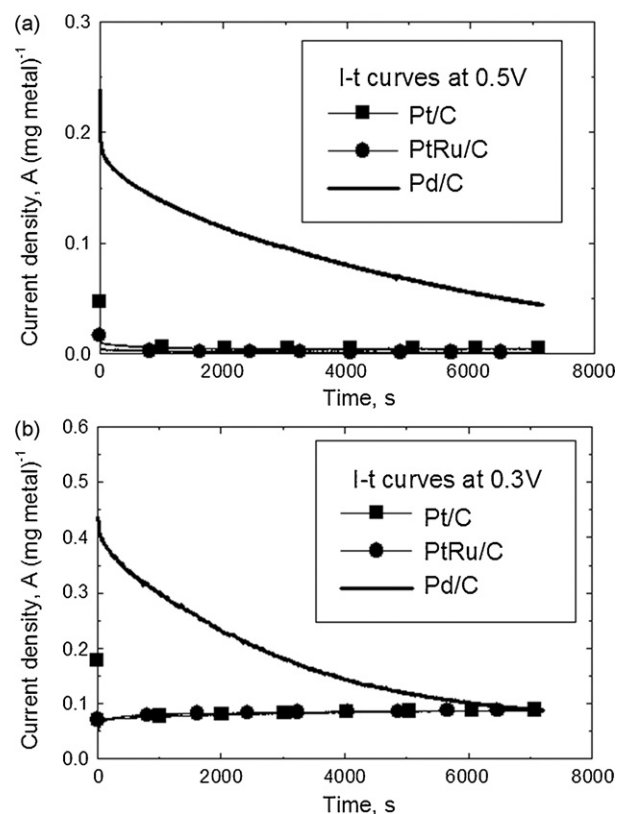 (a)
0.3
0.2
0.1
0.0
Current density, A (mg metal)⁻¹
I-t curves at 0.5V
Pt/C
PtRu/C
Pd/C
0 2000 4000 6000 8000
Time, s
(b)
0.6
0.5
0.4
0.3
0.2
0.1
0.0
Current density, A (mg metal)⁻¹
I-t curves at 0.3V
Pt/C
PtRu/C
Pd/C
0 2000 4000 6000 8000
Time, s